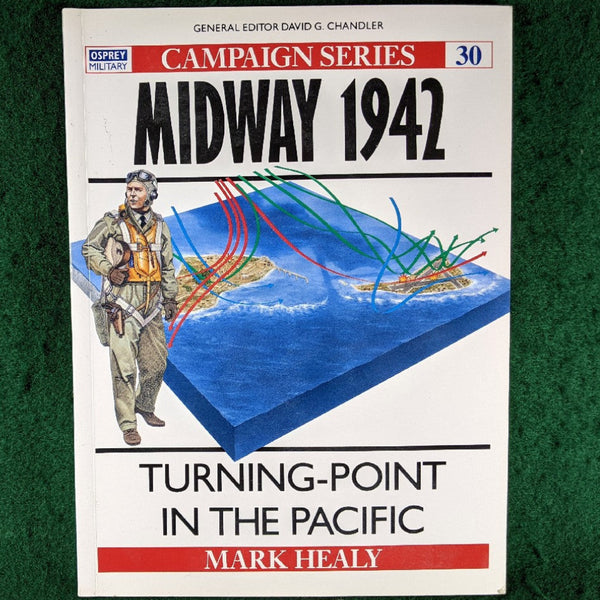 GENERAL EDITOR DAVID G. CHANDLER
OSPREY
MILITARY
CAMPAIGN SERIES
30
MIDWAY 1942
TURNING-POINT
IN THE PACIFIC
MARK HEALY